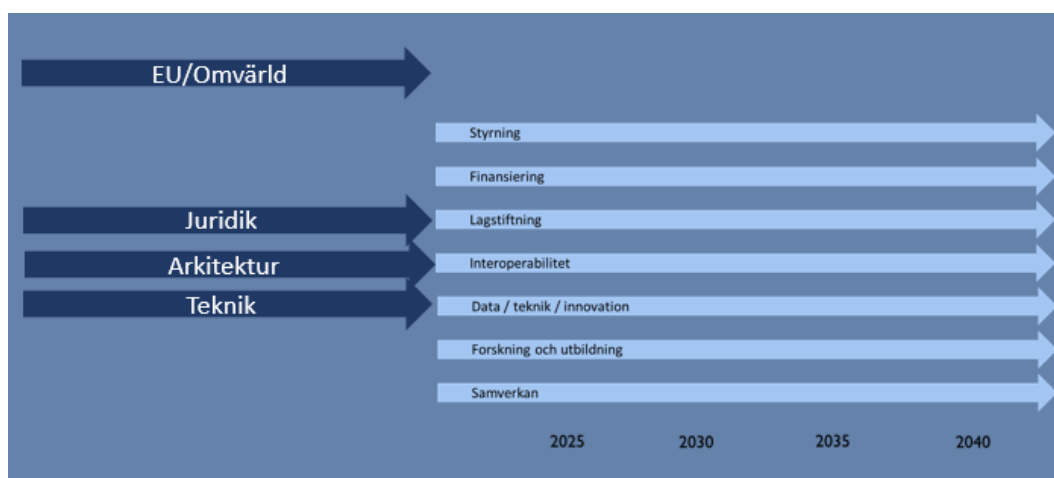 EU/Omvärld
Styrning
Finansiering
Juridik
Lagstiftning
Arkitektur
Interoperabilitet
Teknik
Data / teknik / innovation
Forskning och utbildning
Samverkan
2025 2030 2035 2040